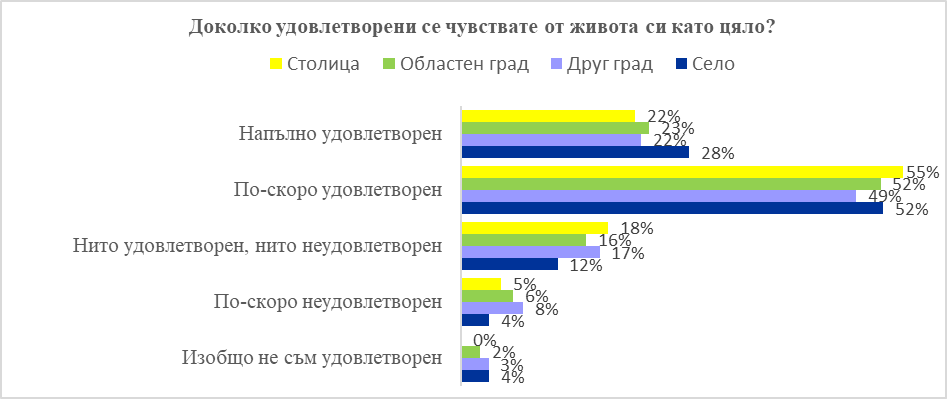 Доколко удовлетворени се чувствате от живота си като цяло?
Столица Областен град Друг град Село
Напълно удовлетворен
22%
23%
22%
28%
По-скоро удовлетворен
55%
52%
49%
52%
Нито удовлетворен, нито неудовлетворен
18%
16%
17%
12%
По-скоро неудовлетворен
5%
6%
8%
4%
Изобщо не съм удовлетворен
0%
2%
3%
4%